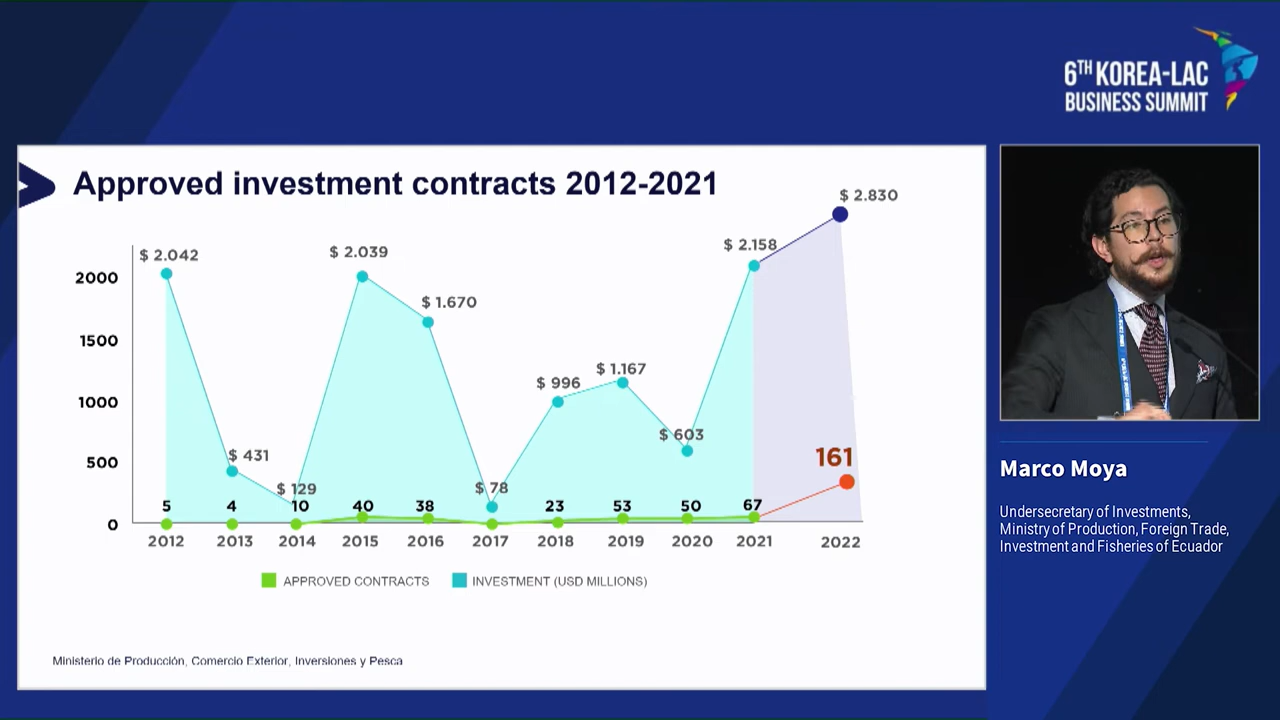 6TH KOREA-LAC
BUSINESS SUMMIT
Approved investment contracts 2012-2021
$ 2.042
$ 431
$ 129
$ 2.039
$ 1.670
$ 78
$ 996
$ 1.167
$ 603
$ 2.158
$ 2.830
2000
1500
1000
500
0
5
4
10
40
38
23
53
50
67
161
2012 2013 2014 2015 2016 2017 2018 2019 2020 2021 2022
APPROVED CONTRACTS INVESTMENT (USD MILLIONS)
Ministerio de Producción, Comercio Exterior, Inversiones y Pesca
Marco Moya
Undersecretary of Investments,
Ministry of Production, Foreign Trade,
Investment and Fisheries of Ecuador